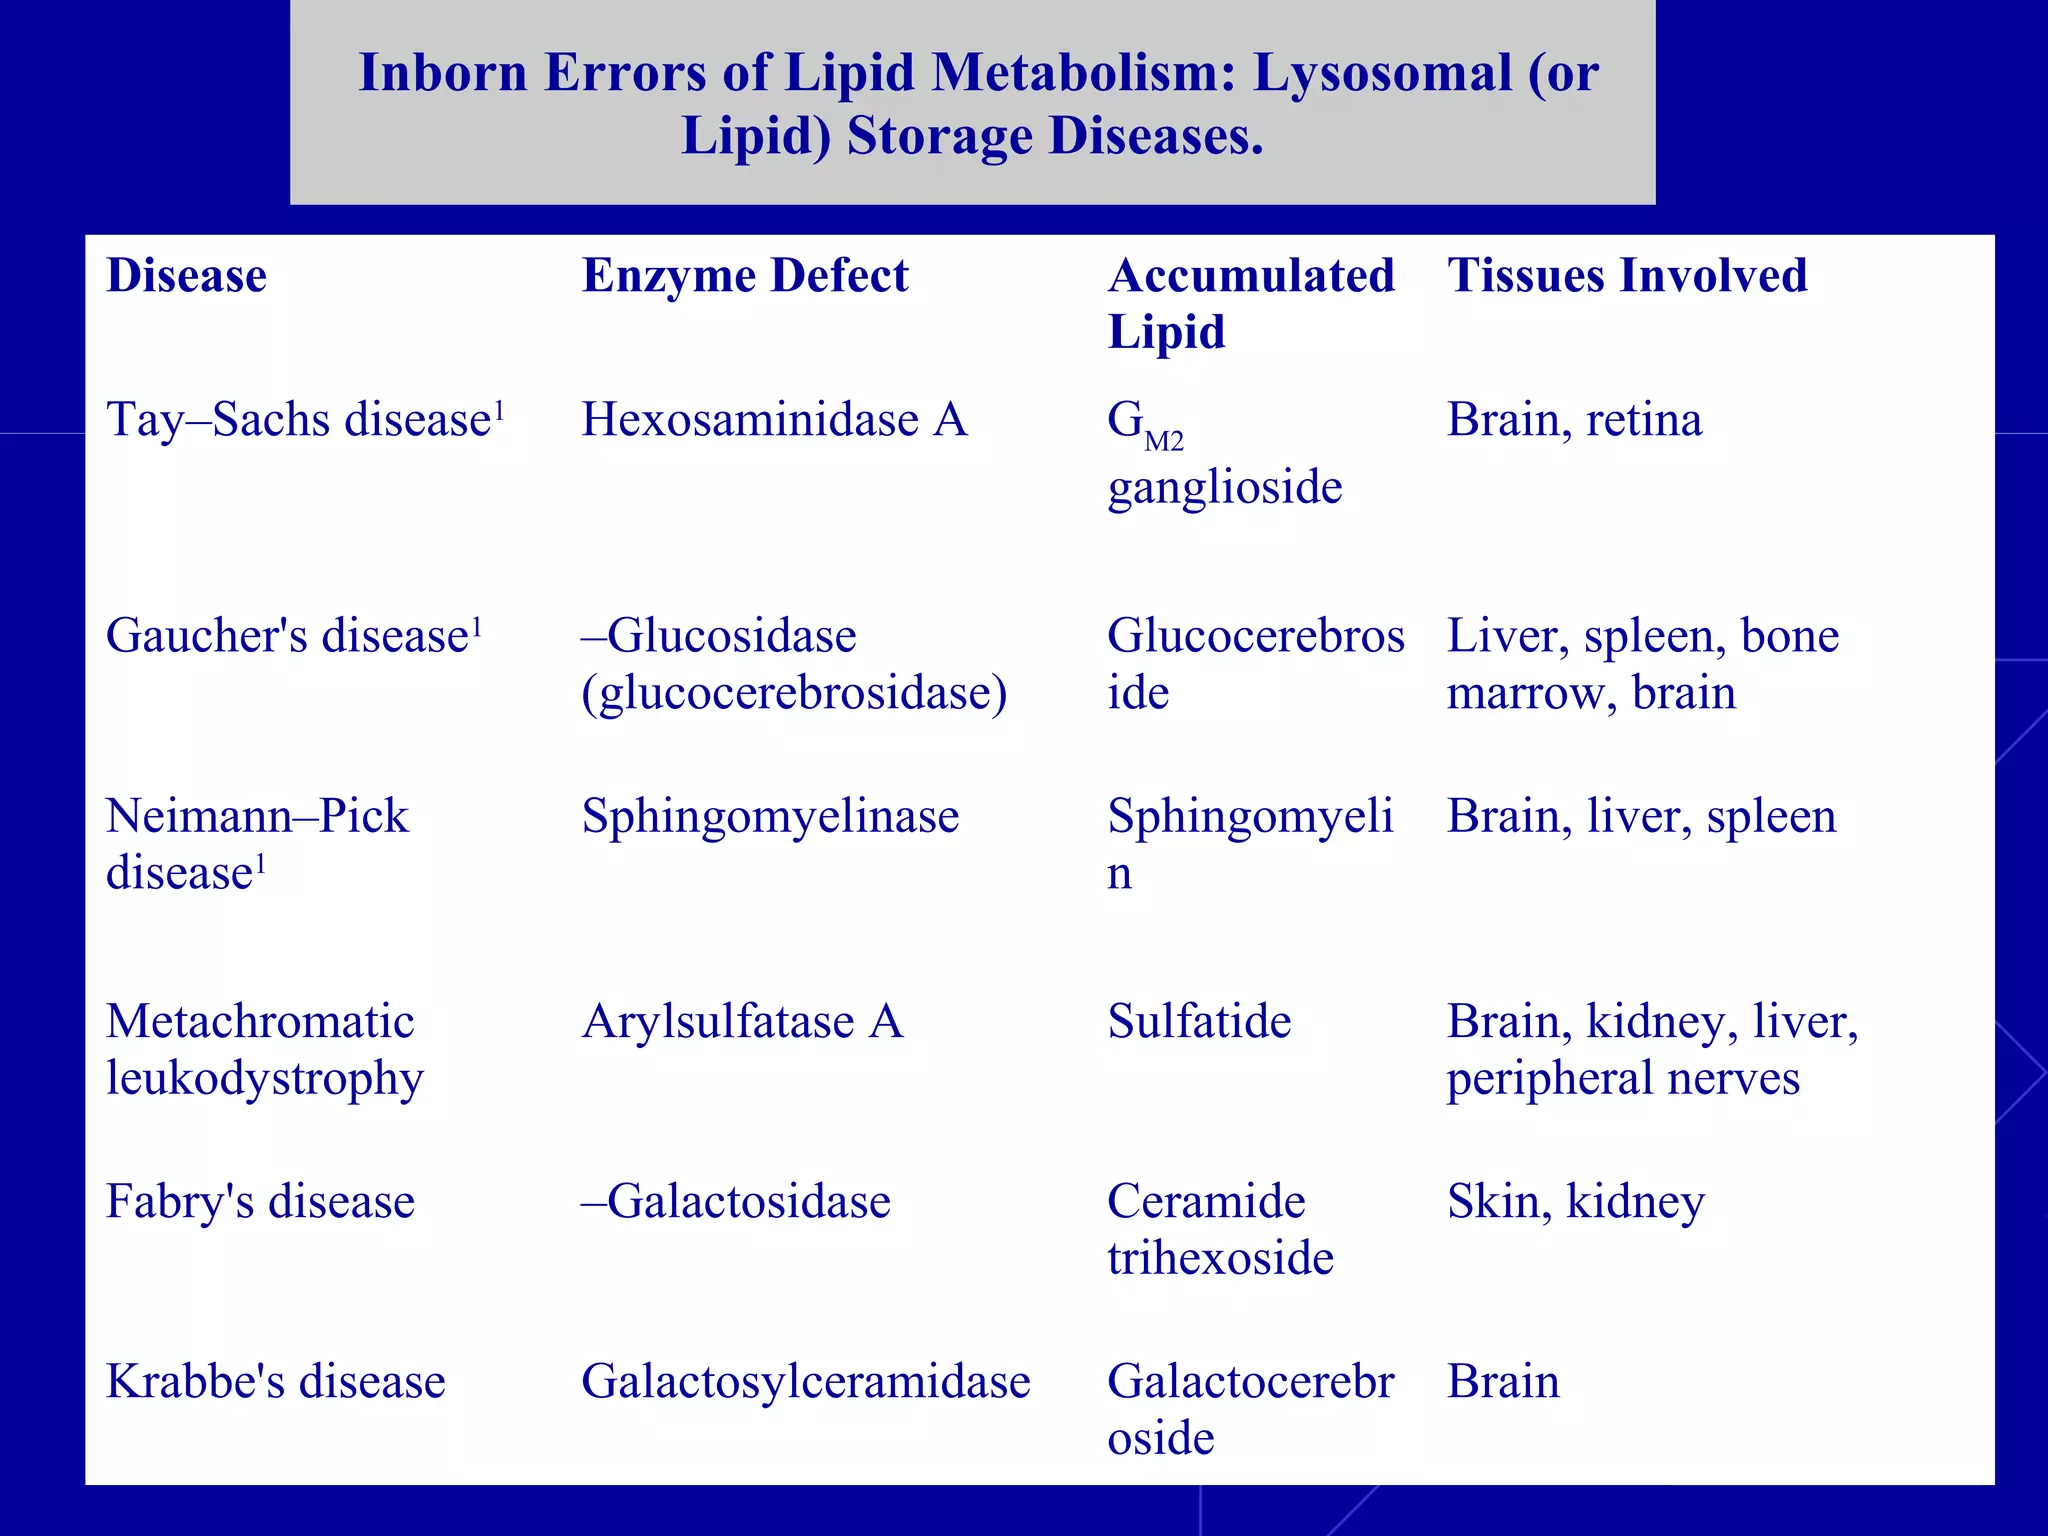 Inborn Errors of Lipid Metabolism: Lysosomal (or
Lipid) Storage Diseases.
Disease Enzyme Defect Accumulated Tissues Involved
Lipid
Tay–Sachs disease¹ Hexosaminidase A G_M2 Brain, retina
ganglioside
Gaucher's disease¹ –Glucosidase Glucocerebros Liver, spleen, bone
(glucocerebrosidase) ide marrow, brain
Neimann–Pick Sphingomyelinase Sphingomyeli Brain, liver, spleen
disease¹ n
Metachromatic Arylsulfatase A Sulfatide Brain, kidney, liver,
leukodystrophy peripheral nerves
Fabry's disease –Galactosidase Ceramide Skin, kidney
trihexoside
Krabbe's disease Galactosylceramidase Galactocerebr Brain
oside